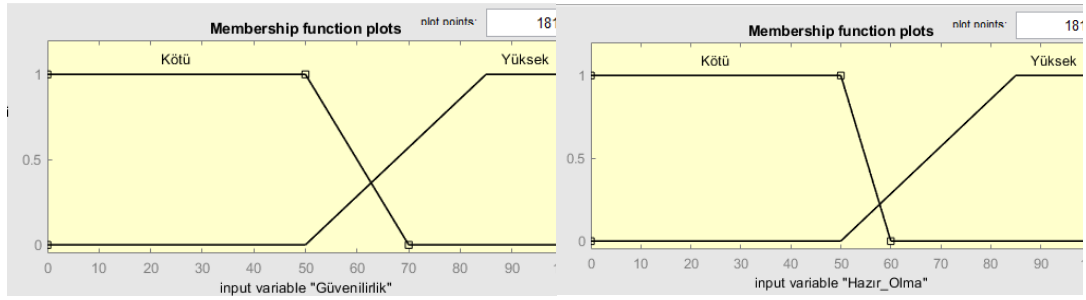 Membership function plots plot points: 181
Kötü Yüksek
1
0.5
0
0 10 20 30 40 50 60 70 80 90
input variable "Güvenilirlik"
Membership function plots plot points: 181
Kötü Yüksek
1
0.5
0
0 10 20 30 40 50 60 70 80 90
input variable "Hazır_Olma"